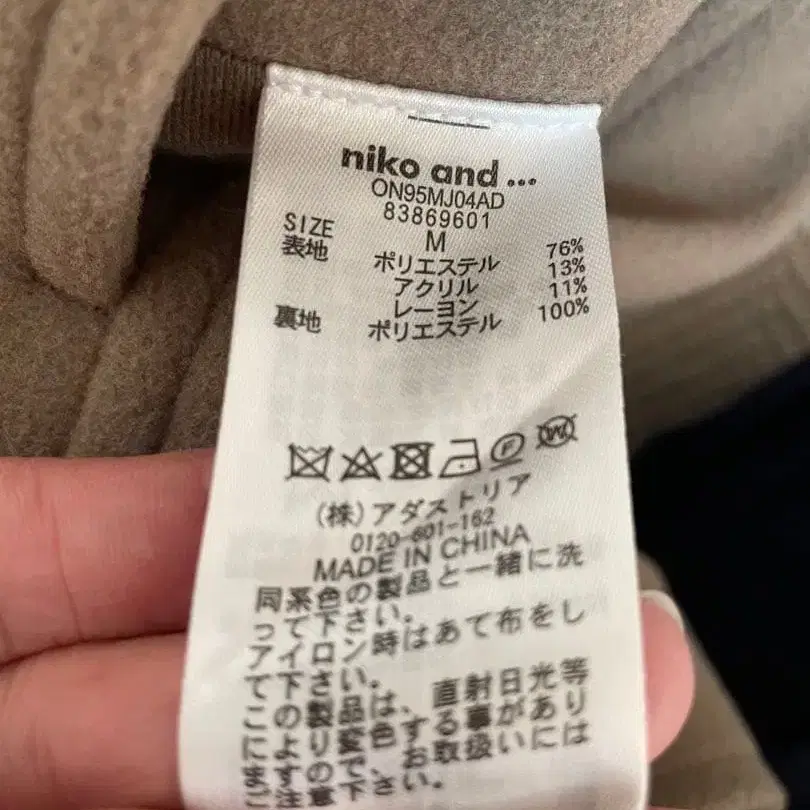 niko and ...
ON95MJ04AD
83869601
SIZE M
表地 ポリエステル 76%
アクリル 13%
レーヨン 11%
裏地 ポリエステル 100%
(株)アダストリア
0120-601-162
MADE IN CHINA
同系色の製品と一緒に洗
って下さい。
アイロン時はあて布をし
て下さい。
この製品は、直射日光等
により変色する事があり
ますので、お取扱いには
ご注意下さい。